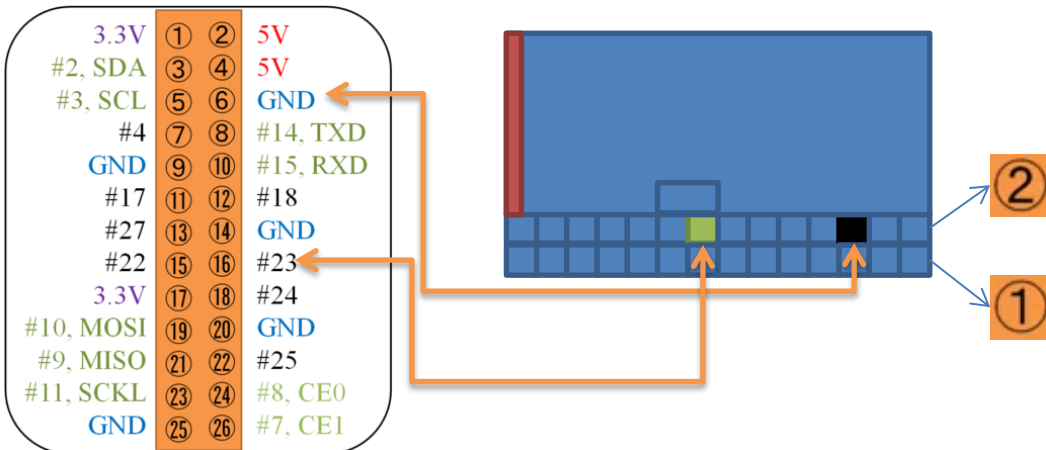 3.3V ① ② 5V
#2, SDA ③ ④ 5V
#3, SCL ⑤ ⑥ GND
#4 ⑦ ⑧ #14, TXD
GND ⑨ ⑩ #15, RXD
#17 ⑪ ⑫ #18
#27 ⑬ ⑭ GND
#22 ⑮ ⑯ #23
3.3V ⑰ ⑱ #24
#10, MOSI ⑲ ⑳ GND
#9, MISO ㉑ ㉒ #25
#11, SCKL ㉓ ㉔ #8, CE0
GND ㉕ ㉖ #7, CE1
②
①